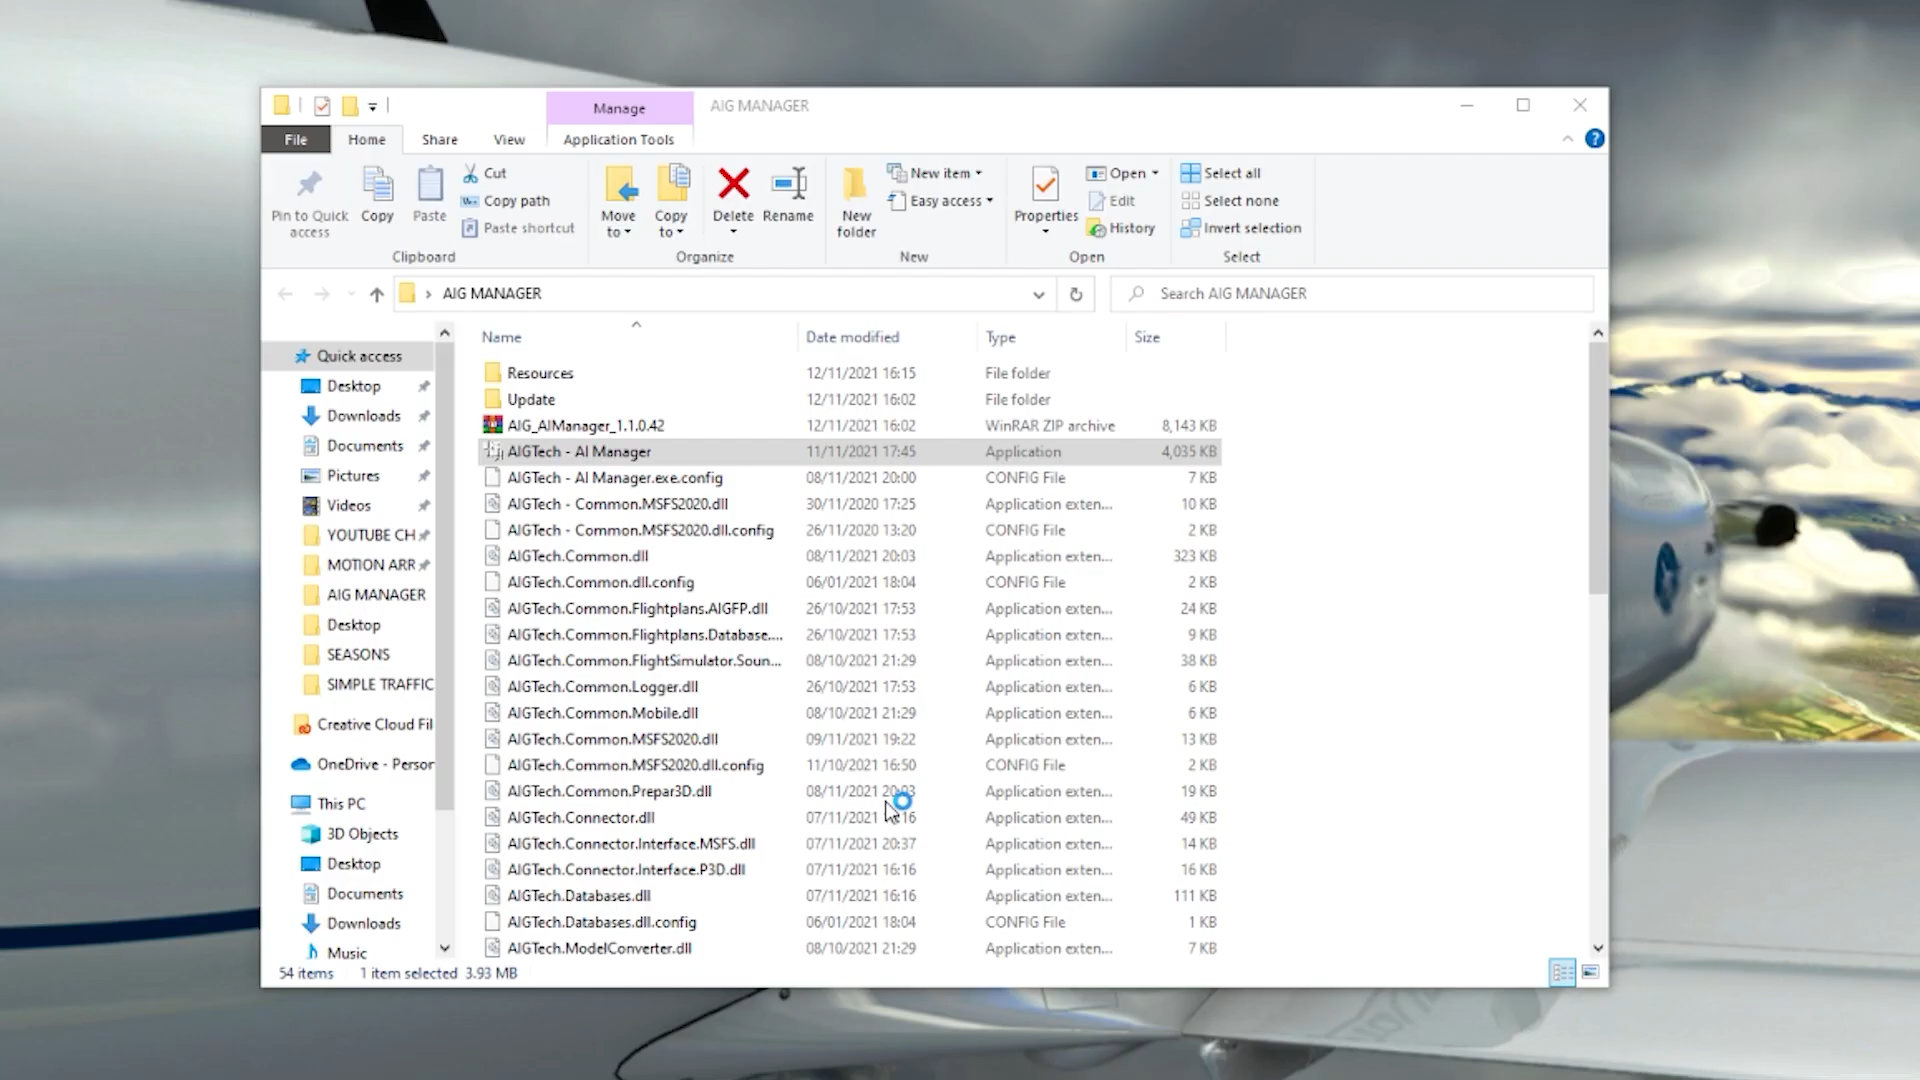 Manage
AIG MANAGER
File
Home
Share
View
Application Tools
Pin to Quick access
Copy
Paste
Cut
Copy path
Paste shortcut
Clipboard
Move to
Copy to
Delete
Rename
Organize
New folder
New item
Easy access
New
Properties
Open
Edit
History
Open
Select all
Select none
Invert selection
Select
AIG MANAGER
Search AIG MANAGER
Quick access
Desktop
Downloads
Documents
Pictures
Videos
YOUTUBE CH
MOTION ARR
AIG MANAGER
Desktop
SEASONS
SIMPLE TRAFFIC
Creative Cloud Fil
OneDrive - Person
This PC
3D Objects
Desktop
Documents
Downloads
Music
Name Date modified Type Size
Resources 12/11/2021 16:15 File folder
Update 12/11/2021 16:02 File folder
AIG_AIManager_1.1.0.42 12/11/2021 16:02 WinRAR ZIP archive 8,143 KB
AIGTech - AI Manager 11/11/2021 17:45 Application 4,035 KB
AIGTech - AI Manager.exe.config 08/11/2021 20:00 CONFIG File 7 KB
AIGTech - Common.MSFS2020.dll 30/11/2020 17:25 Application exten... 10 KB
AIGTech - Common.MSFS2020.dll.config 26/11/2020 13:20 CONFIG File 2 KB
AIGTech.Common.dll 08/11/2021 20:03 Application exten... 323 KB
AIGTech.Common.dll.config 06/01/2021 18:04 CONFIG File 2 KB
AIGTech.Common.Flightplans.AIGFP.dll 26/10/2021 17:53 Application exten... 24 KB
AIGTech.Common.Flightplans.Database.... 26/10/2021 17:53 Application exten... 9 KB
AIGTech.Common.FlightSimulator.Soun... 08/10/2021 21:29 Application exten... 38 KB
AIGTech.Common.Logger.dll 26/10/2021 17:53 Application exten... 6 KB
AIGTech.Common.Mobile.dll 08/10/2021 21:29 Application exten... 6 KB
AIGTech.Common.MSFS2020.dll 09/11/2021 19:22 Application exten... 13 KB
AIGTech.Common.MSFS2020.dll.config 11/10/2021 16:50 CONFIG File 2 KB
AIGTech.Common.Prepar3D.dll 08/11/2021 Application exten... 19 KB
AIGTech.Connector.dll 07/11/2021 Application exten... 49 KB
AIGTech.Connector.Interface.MSFS.dll 07/11/2021 20:37 Application exten... 14 KB
AIGTech.Connector.Interface.P3D.dll 07/11/2021 16:16 Application exten... 16 KB
AIGTech.Databases.dll 07/11/2021 16:16 Application exten... 111 KB
AIGTech.Databases.dll.config 06/01/2021 18:04 CONFIG File 1 KB
AIGTech.ModelConverter.dll 08/10/2021 21:29 Application exten... 7 KB
54 items 1 item selected 3.93 MB